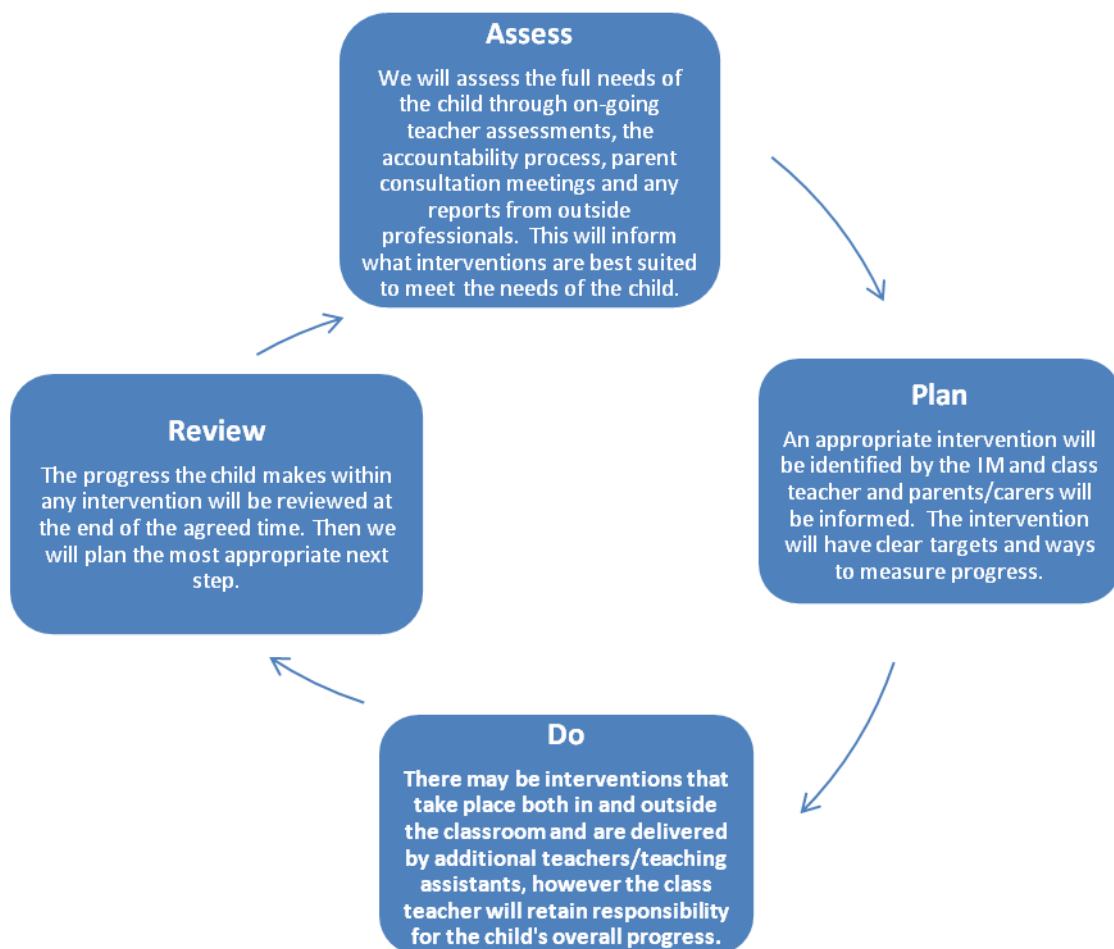 Assess
We will assess the full needs of
the child through on-going
teacher assessments, the
accountability process, parent
consultation meetings and any
reports from outside
professionals.  This will inform
what interventions are best suited
to meet the needs of the child.
Plan
An appropriate intervention will
be identified by the IM and class
teacher and parents/carers will
be informed.  The intervention
will have clear targets and ways
to measure progress.
Do
There may be interventions that
take place both in and outside
the classroom and are delivered
by additional teachers/teaching
assistants, however the class
teacher will retain responsibility
for the child's overall progress.
Review
The progress the child makes within
any intervention will be reviewed at
the end of the agreed time. Then we
will plan the most appropriate next
step.